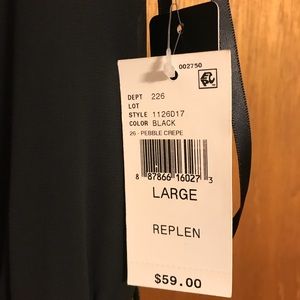 002750
DEPT 226
LOT
STYLE 1126D17
COLOR BLACK
26 - PEBBLE CREPE
8 87866 16027 3
LARGE
REPLEN
$59.00